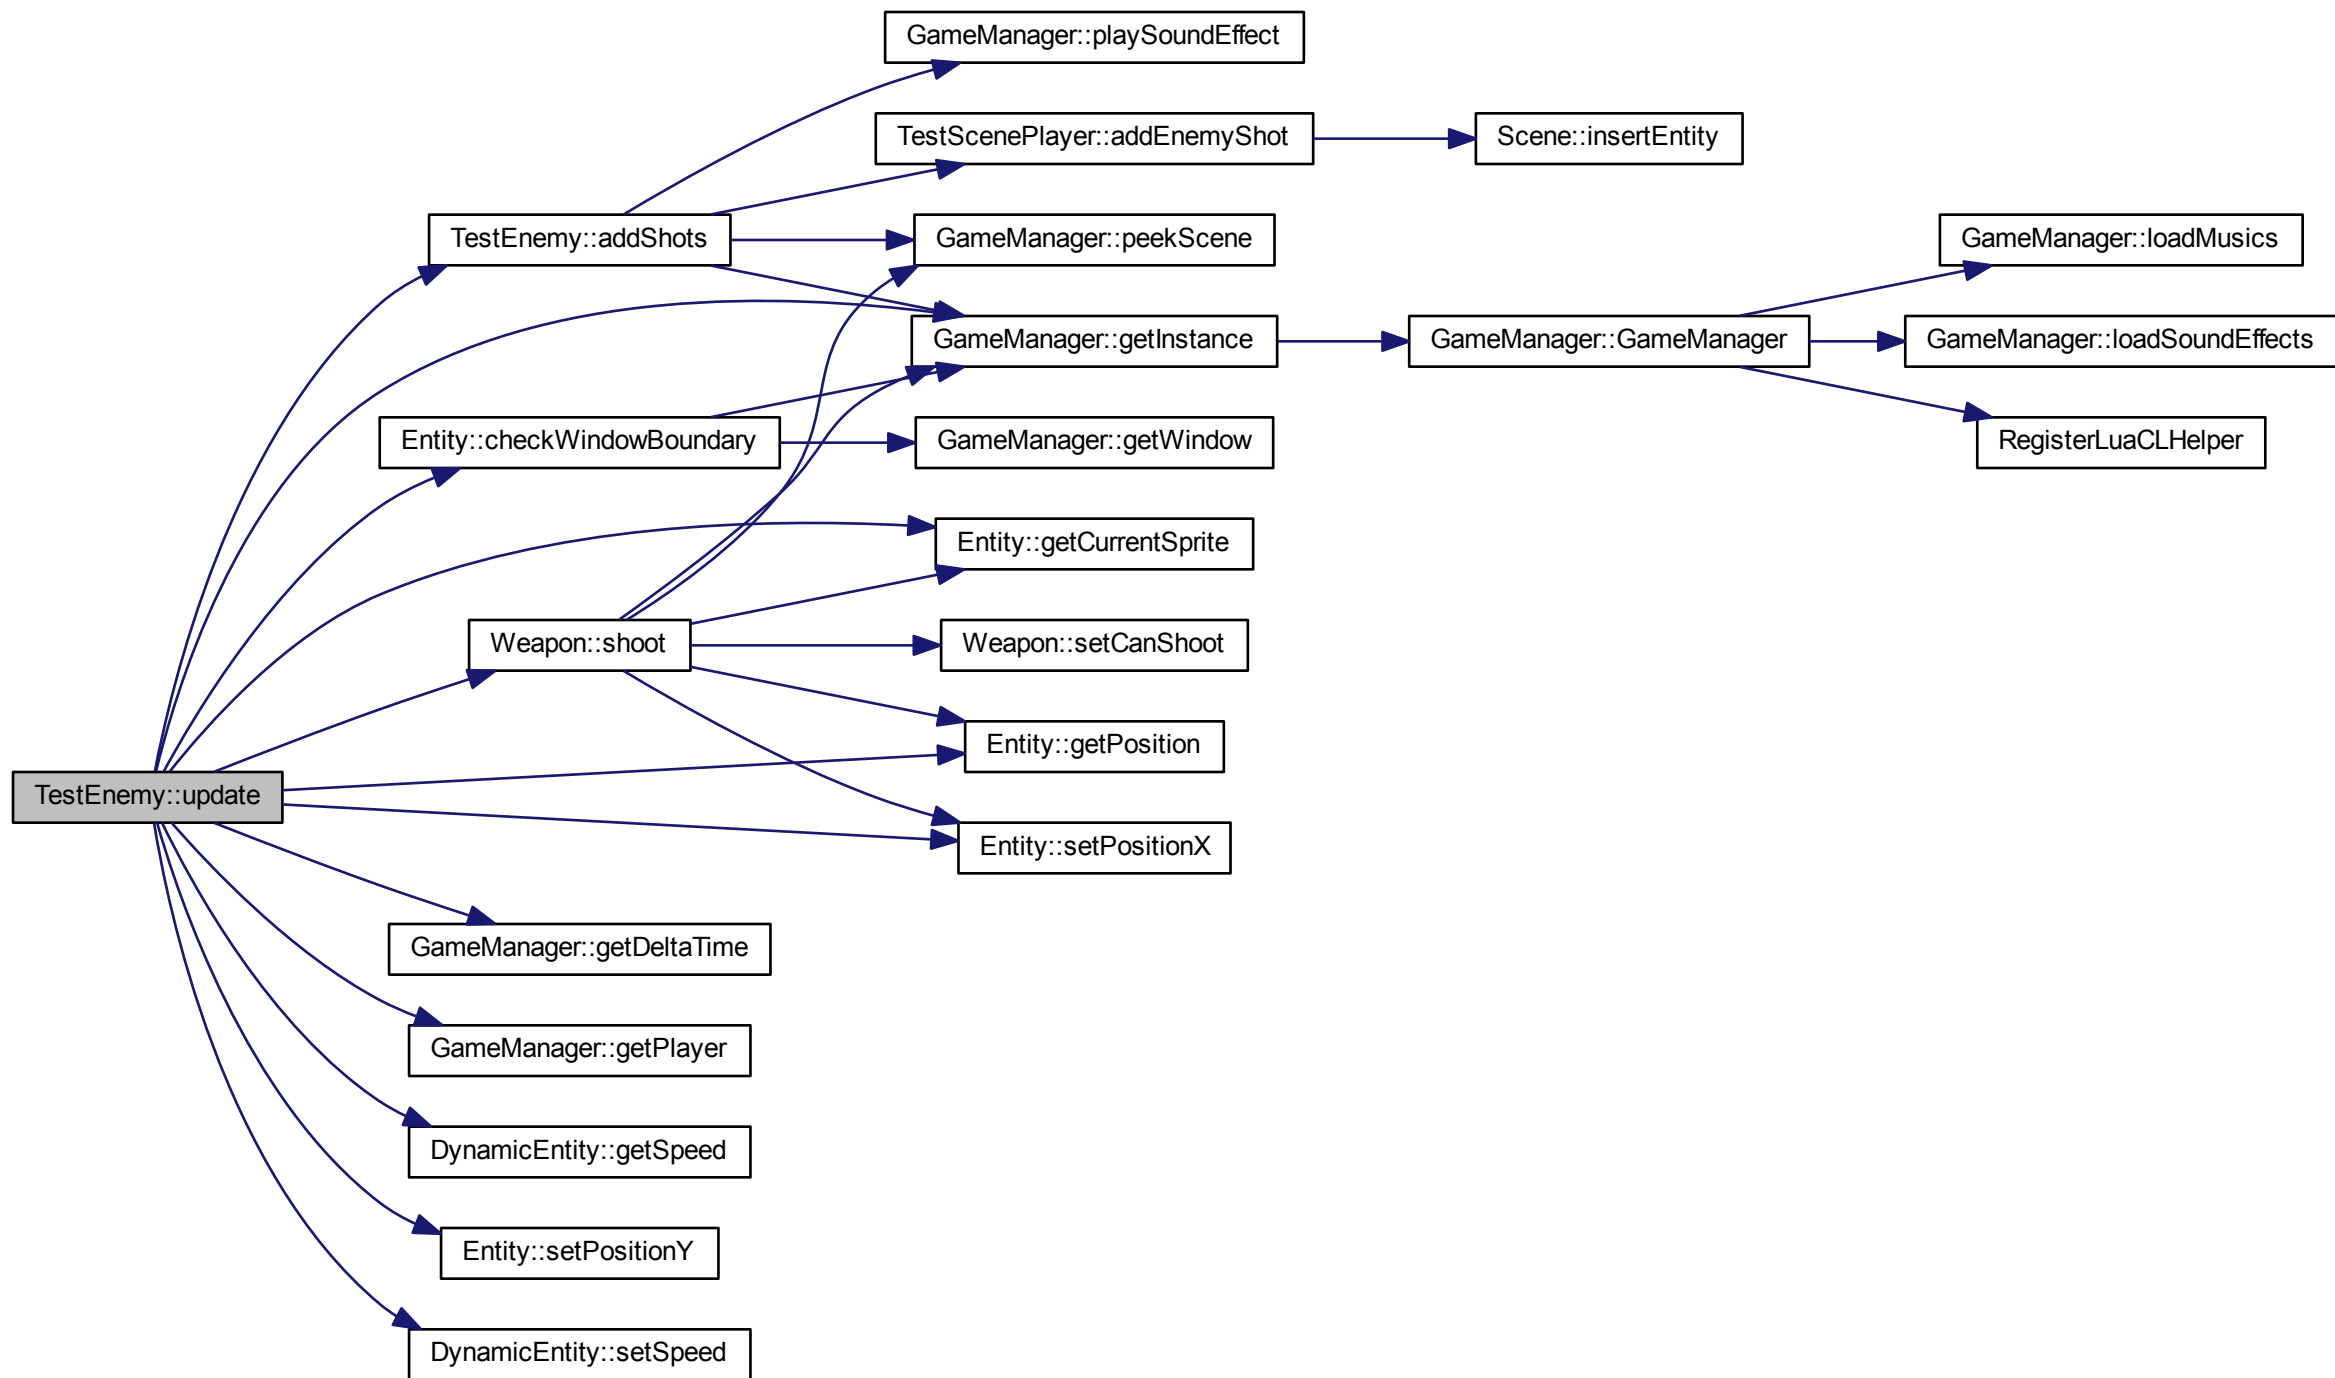 GameManager::playSoundEffect
TestScenePlayer::addEnemyShot
Scene::insertEntity
TestEnemy::addShots
GameManager::peekScene
GameManager::loadMusics
GameManager::getInstance
GameManager::GameManager
GameManager::loadSoundEffects
Entity::checkWindowBoundary
GameManager::getWindow
RegisterLuaCLHelper
Entity::getCurrentSprite
Weapon::shoot
Weapon::setCanShoot
Entity::getPosition
TestEnemy::update
Entity::setPositionX
GameManager::getDeltaTime
GameManager::getPlayer
DynamicEntity::getSpeed
Entity::setPositionY
DynamicEntity::setSpeed